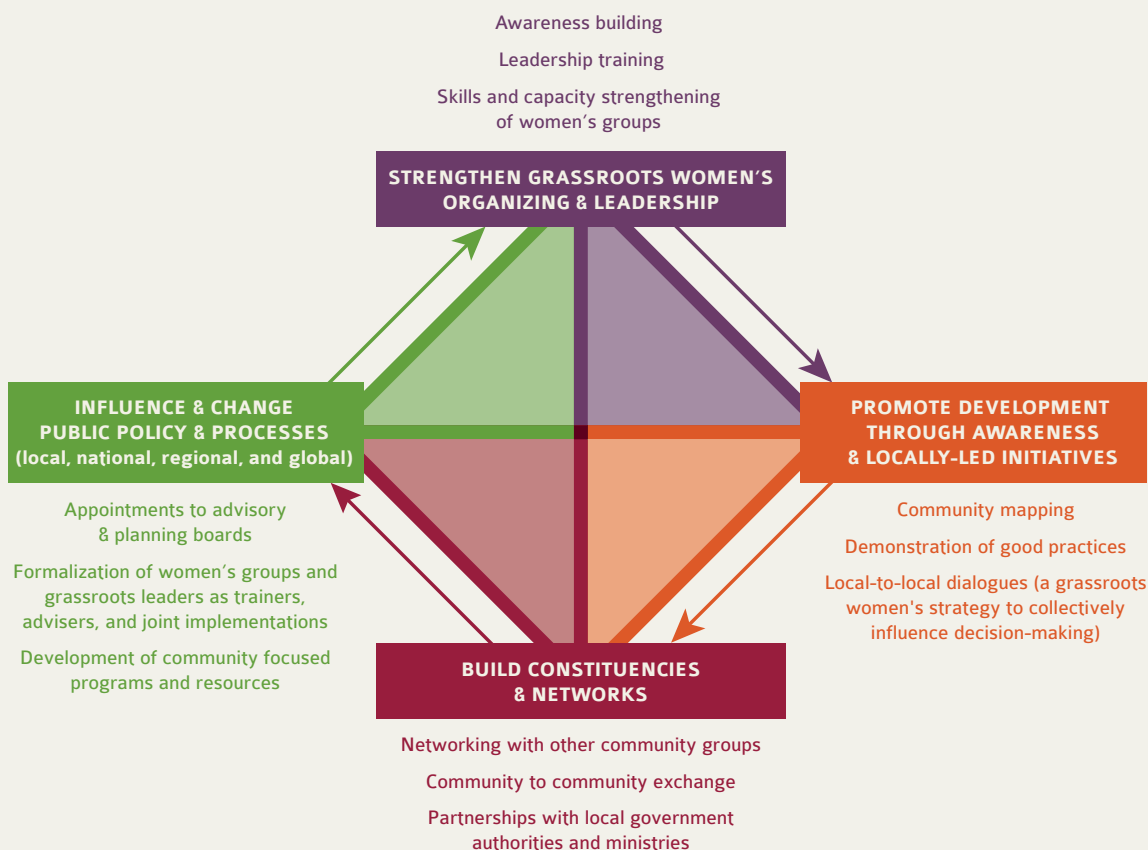 Awareness building
Leadership training
Skills and capacity strengthening
of women's groups
STRENGTHEN GRASSROOTS WOMEN'S
ORGANIZING & LEADERSHIP
INFLUENCE & CHANGE
PUBLIC POLICY & PROCESSES
(local, national, regional, and global)
Appointments to advisory
& planning boards
Formalization of women's groups and
grassroots leaders as trainers,
advisers, and joint implementations
Development of community focused
programs and resources
PROMOTE DEVELOPMENT
THROUGH AWARENESS
& LOCALLY-LED INITIATIVES
Community mapping
Demonstration of good practices
Local-to-local dialogues (a grassroots
women's strategy to collectively
influence decision-making)
BUILD CONSTITUENCIES
& NETWORKS
Networking with other community groups
Community to community exchange
Partnerships with local government
authorities and ministries